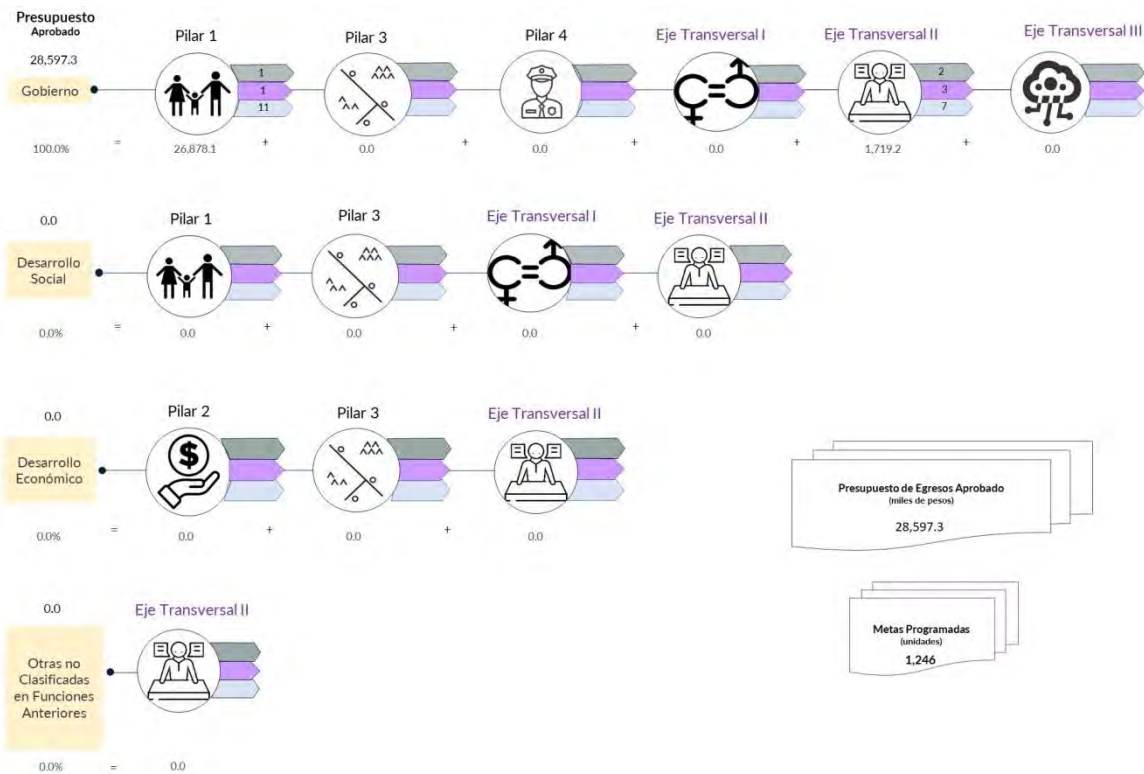 Presupuesto
Aprobado
28,597.3
Gobierno
Pilar 1
1
1
11
Pilar 3
Pilar 4
Eje Transversal I
Eje Transversal II
2
3
7
Eje Transversal III
100.0% = 26,878.1 + 0.0 + 0.0 + 0.0 + 1,719.2 + 0.0
0.0
Desarrollo
Social
Pilar 1
Pilar 3
Eje Transversal I
Eje Transversal II
0.0% = 0.0 + 0.0 + 0.0 + 0.0
0.0
Desarrollo
Económico
Pilar 2
Pilar 3
Eje Transversal II
0.0% = 0.0 + 0.0 + 0.0
Presupuesto de Egresos Aprobado
(miles de pesos)
28,597.3
Metas Programadas
(unidades)
1,246
0.0
Otras no
Clasificadas
en Funciones
Anteriores
Eje Transversal II
0.0% = 0.0